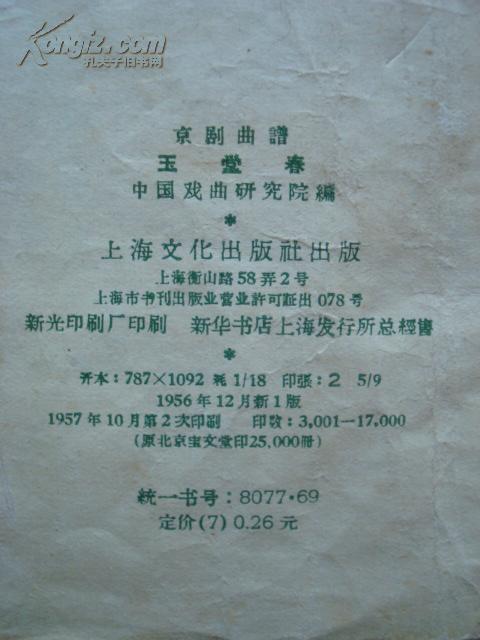 Kongfz.com
孔夫子旧书网
京剧曲譜
玉堂春
中国戏曲研究院編
*
上海文化出版社出版
上海衡山路58弄2号
上海市书刊出版业营业許可証出078号
新光印刷厂印刷 新华书店上海发行所总經售
*
开本:787×1092 耗1/18 印張:2 5/9
1956年12月新1版
1957年10月第2次印刷 印数:3,001—17,000
(原北京宝文堂印25,000冊)
統一书号:8077·69
定价(7)0.26元